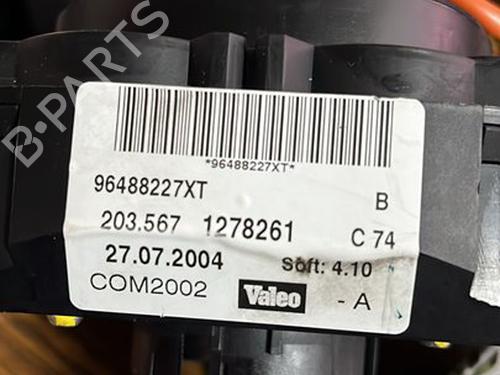 B-PARTS
*96488227XT*
96488227XT B
203.567 1278261 C 74
27.07.2004 Soft: 4.10
COM2002 Valeo - A